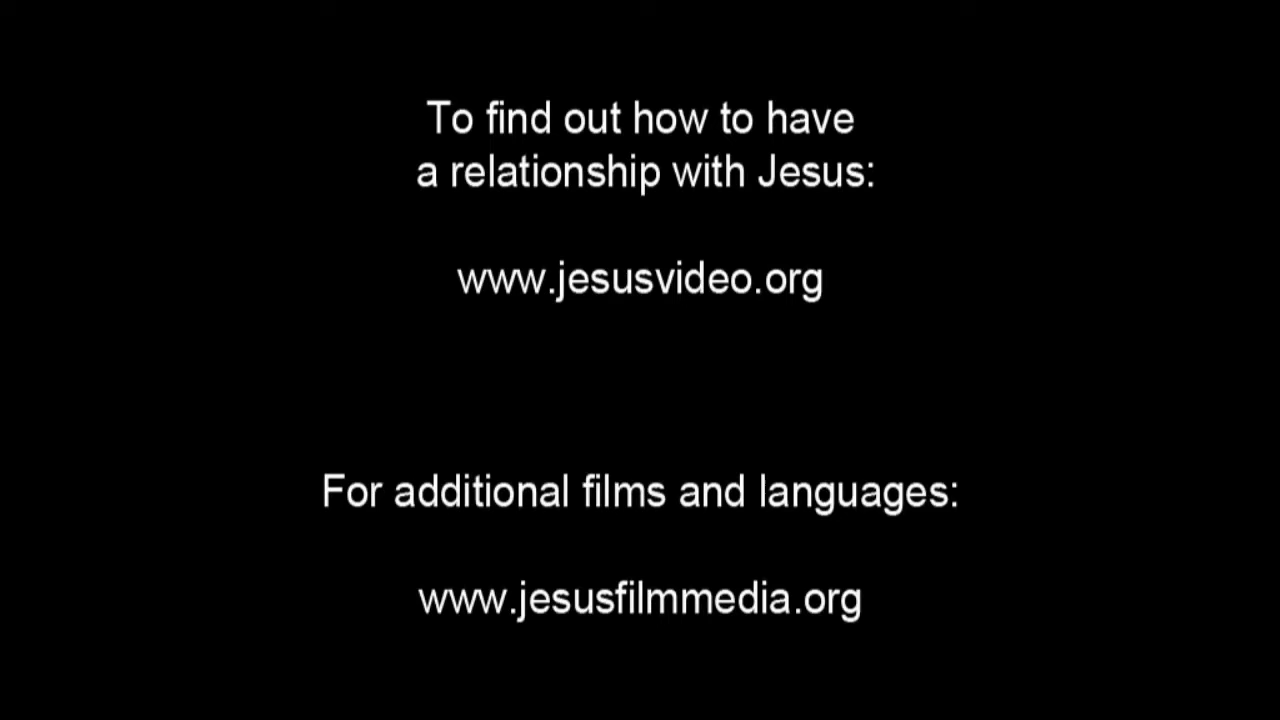 To find out how to have
a relationship with Jesus:
www.jesusvideo.org
For additional films and languages:
www.jesusfilmmedia.org